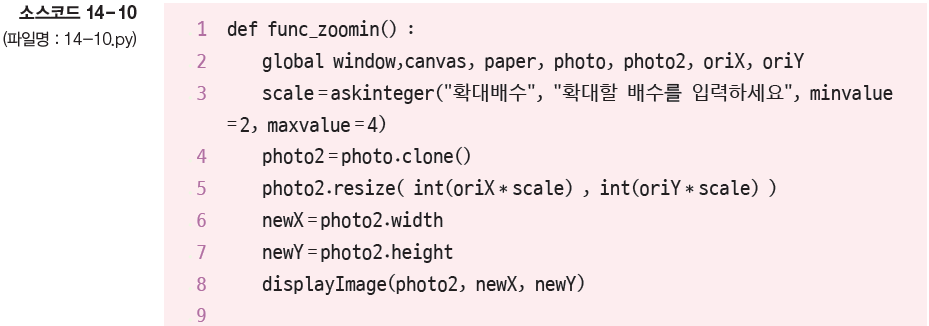 소스코드 14-10
(파일명 : 14-10.py)
1 def func_zoomin() :
2 global window,canvas, paper, photo, photo2, oriX, oriY
3 scale=askinteger("확대배수", "확대할 배수를 입력하세요", minvalue
=2, maxvalue=4)
4 photo2=photo.clone()
5 photo2.resize( int(oriX*scale) , int(oriY*scale) )
6 newX=photo2.width
7 newY=photo2.height
8 displayImage(photo2, newX, newY)
9